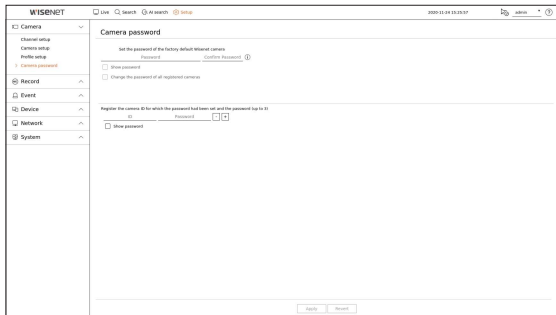 WISENET
Live Search AI search Setup 2020-11-24 15:25:37 admin
Camera
Channel setup
Camera setup
Profile setup
Camera password
Record
Event
Device
Network
System
Camera password
Set the password of the factory default Wisenet camera
Password Confirm Password
Show password
Change the password of all registered cameras
Register the camera ID for which the password had been set and the password (up to 3)
ID Password - +
Show password
Apply Revert